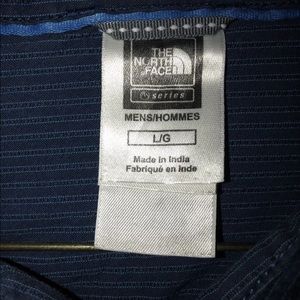 THE
NORTH
FACE
series
MENS/HOMMES
L/G
Made in India
Fabriqué en Inde